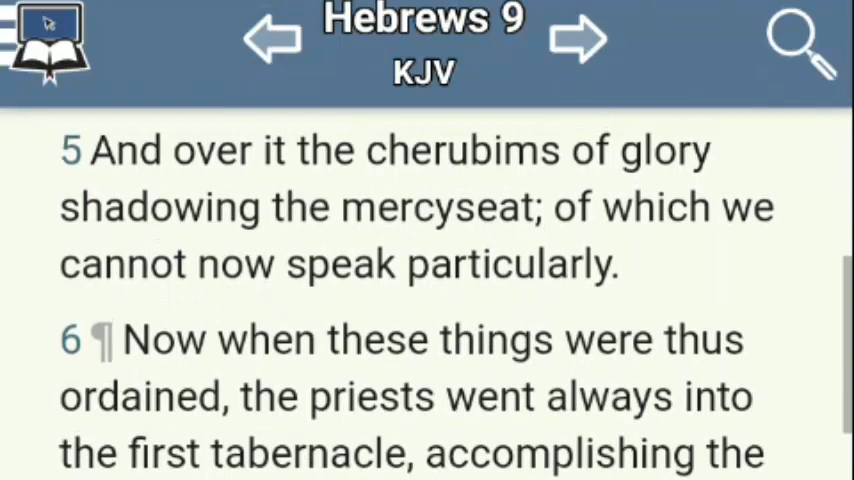 Hebrews 9
KJV
5 And over it the cherubims of glory
shadowing the mercyseat; of which we
cannot now speak particularly.
6 ¶ Now when these things were thus
ordained, the priests went always into
the first tabernacle, accomplishing the